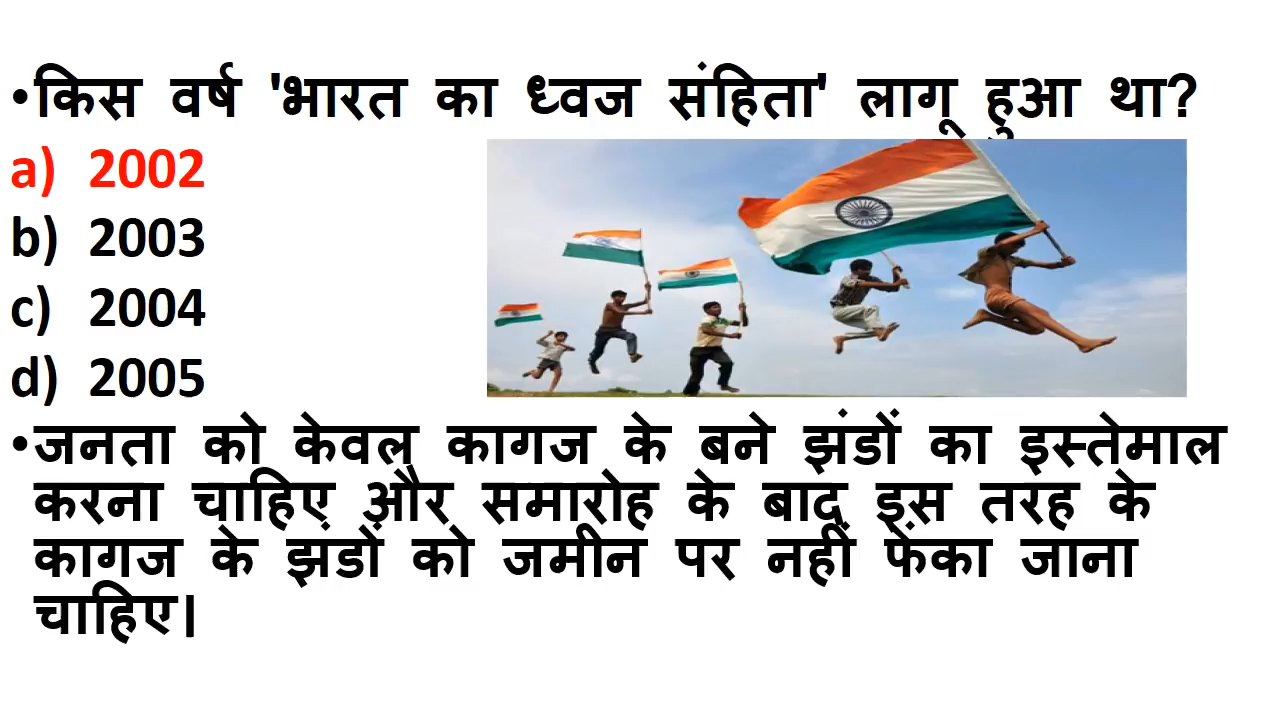 •किस वर्ष 'भारत का ध्वज संहिता' लागू हुआ था?
a) 2002
b) 2003
c) 2004
d) 2005
•जनता को केवल कागज के बने झंडों का इस्तेमाल
करना चाहिए और समारोह के बाद इस तरह के
कागज के झंडों को जमीन पर नहीं फेंका जाना
चाहिए।